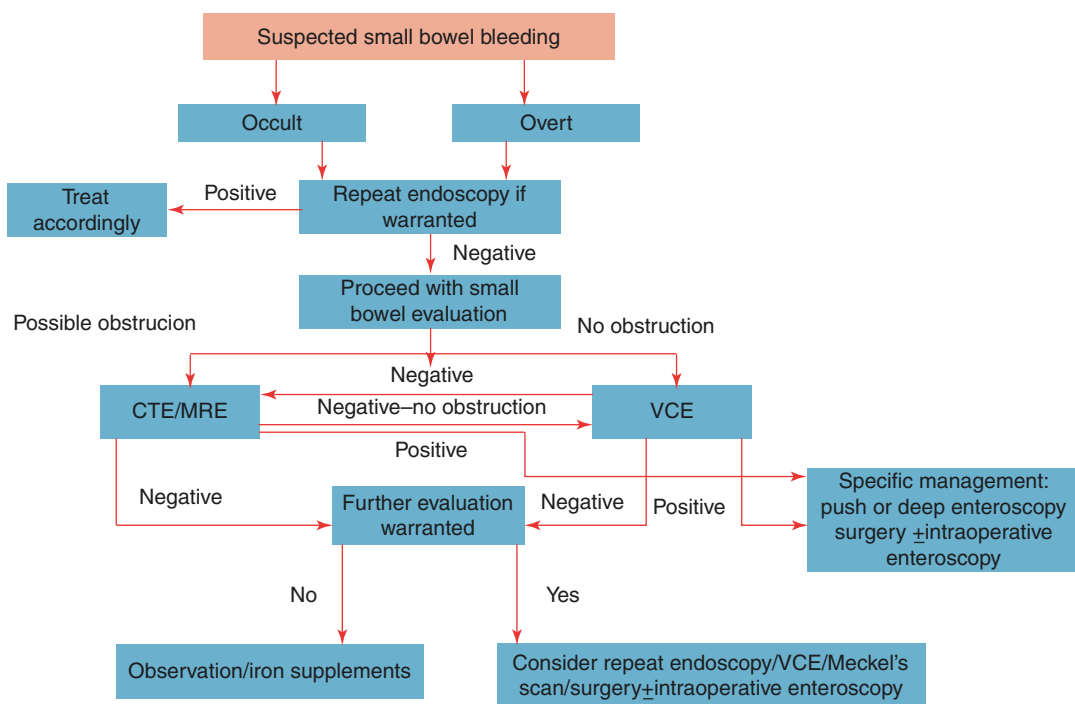 Suspected small bowel bleeding
Occult
Overt
Positive
Treat
accordingly
Repeat endoscopy if
warranted
Negative
Proceed with small
bowel evaluation
Possible obstrucion
No obstruction
Negative
CTE/MRE
Negative–no obstruction
VCE
Positive
Negative
Further evaluation
warranted
Negative
Positive
Specific management:
push or deep enteroscopy
surgery ±intraoperative
enteroscopy
No
Yes
Observation/iron supplements
Consider repeat endoscopy/VCE/Meckel's
scan/surgery±intraoperative enteroscopy